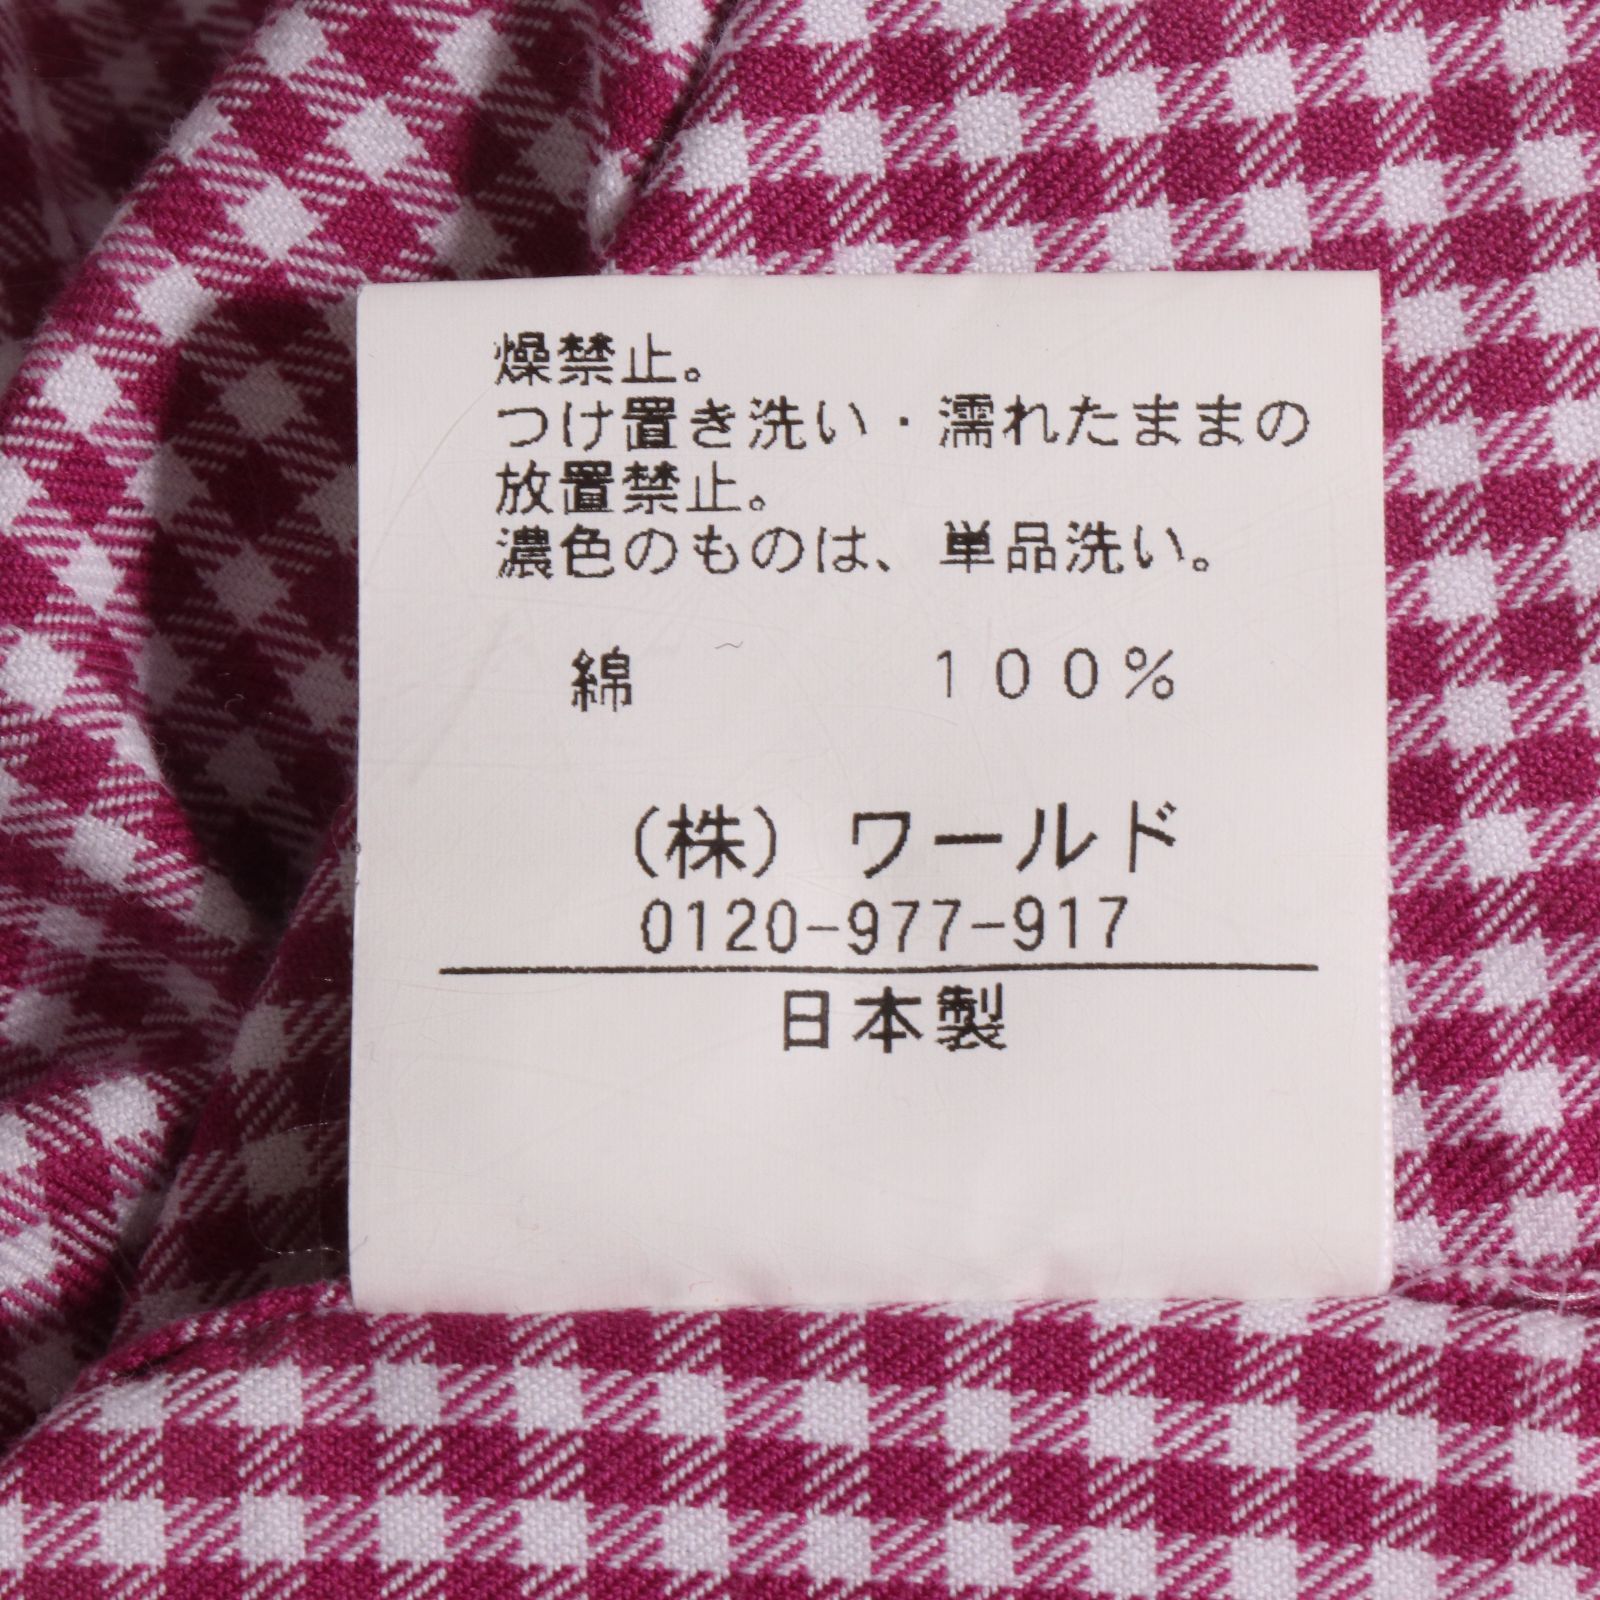 燥禁止。
つけ置き洗い・濡れたままの
放置禁止。
濃色のものは、単品洗い。
綿 100%
(株) ワールド
0120-977-917
日本製